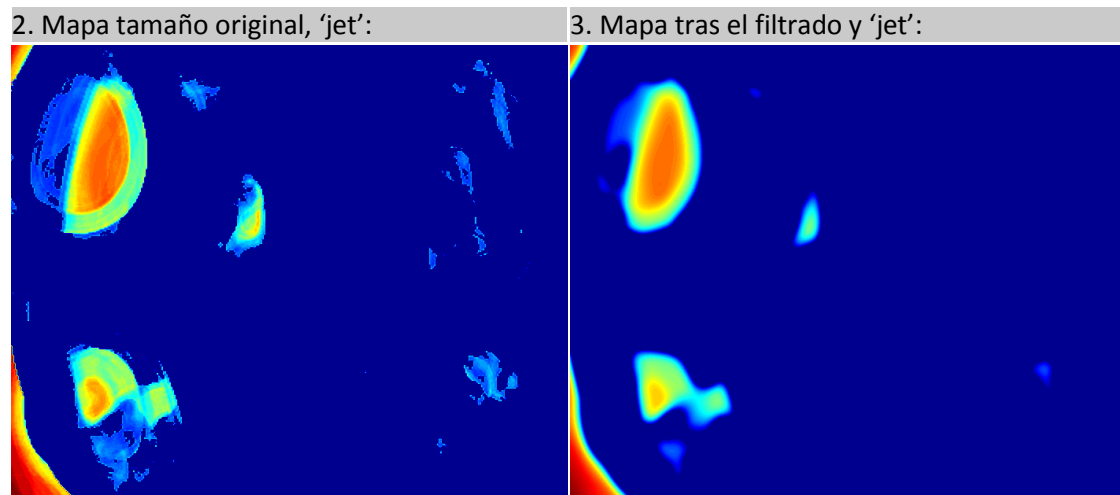 2. Mapa tamaño original, ‘jet’:
3. Mapa tras el filtrado y ‘jet’: